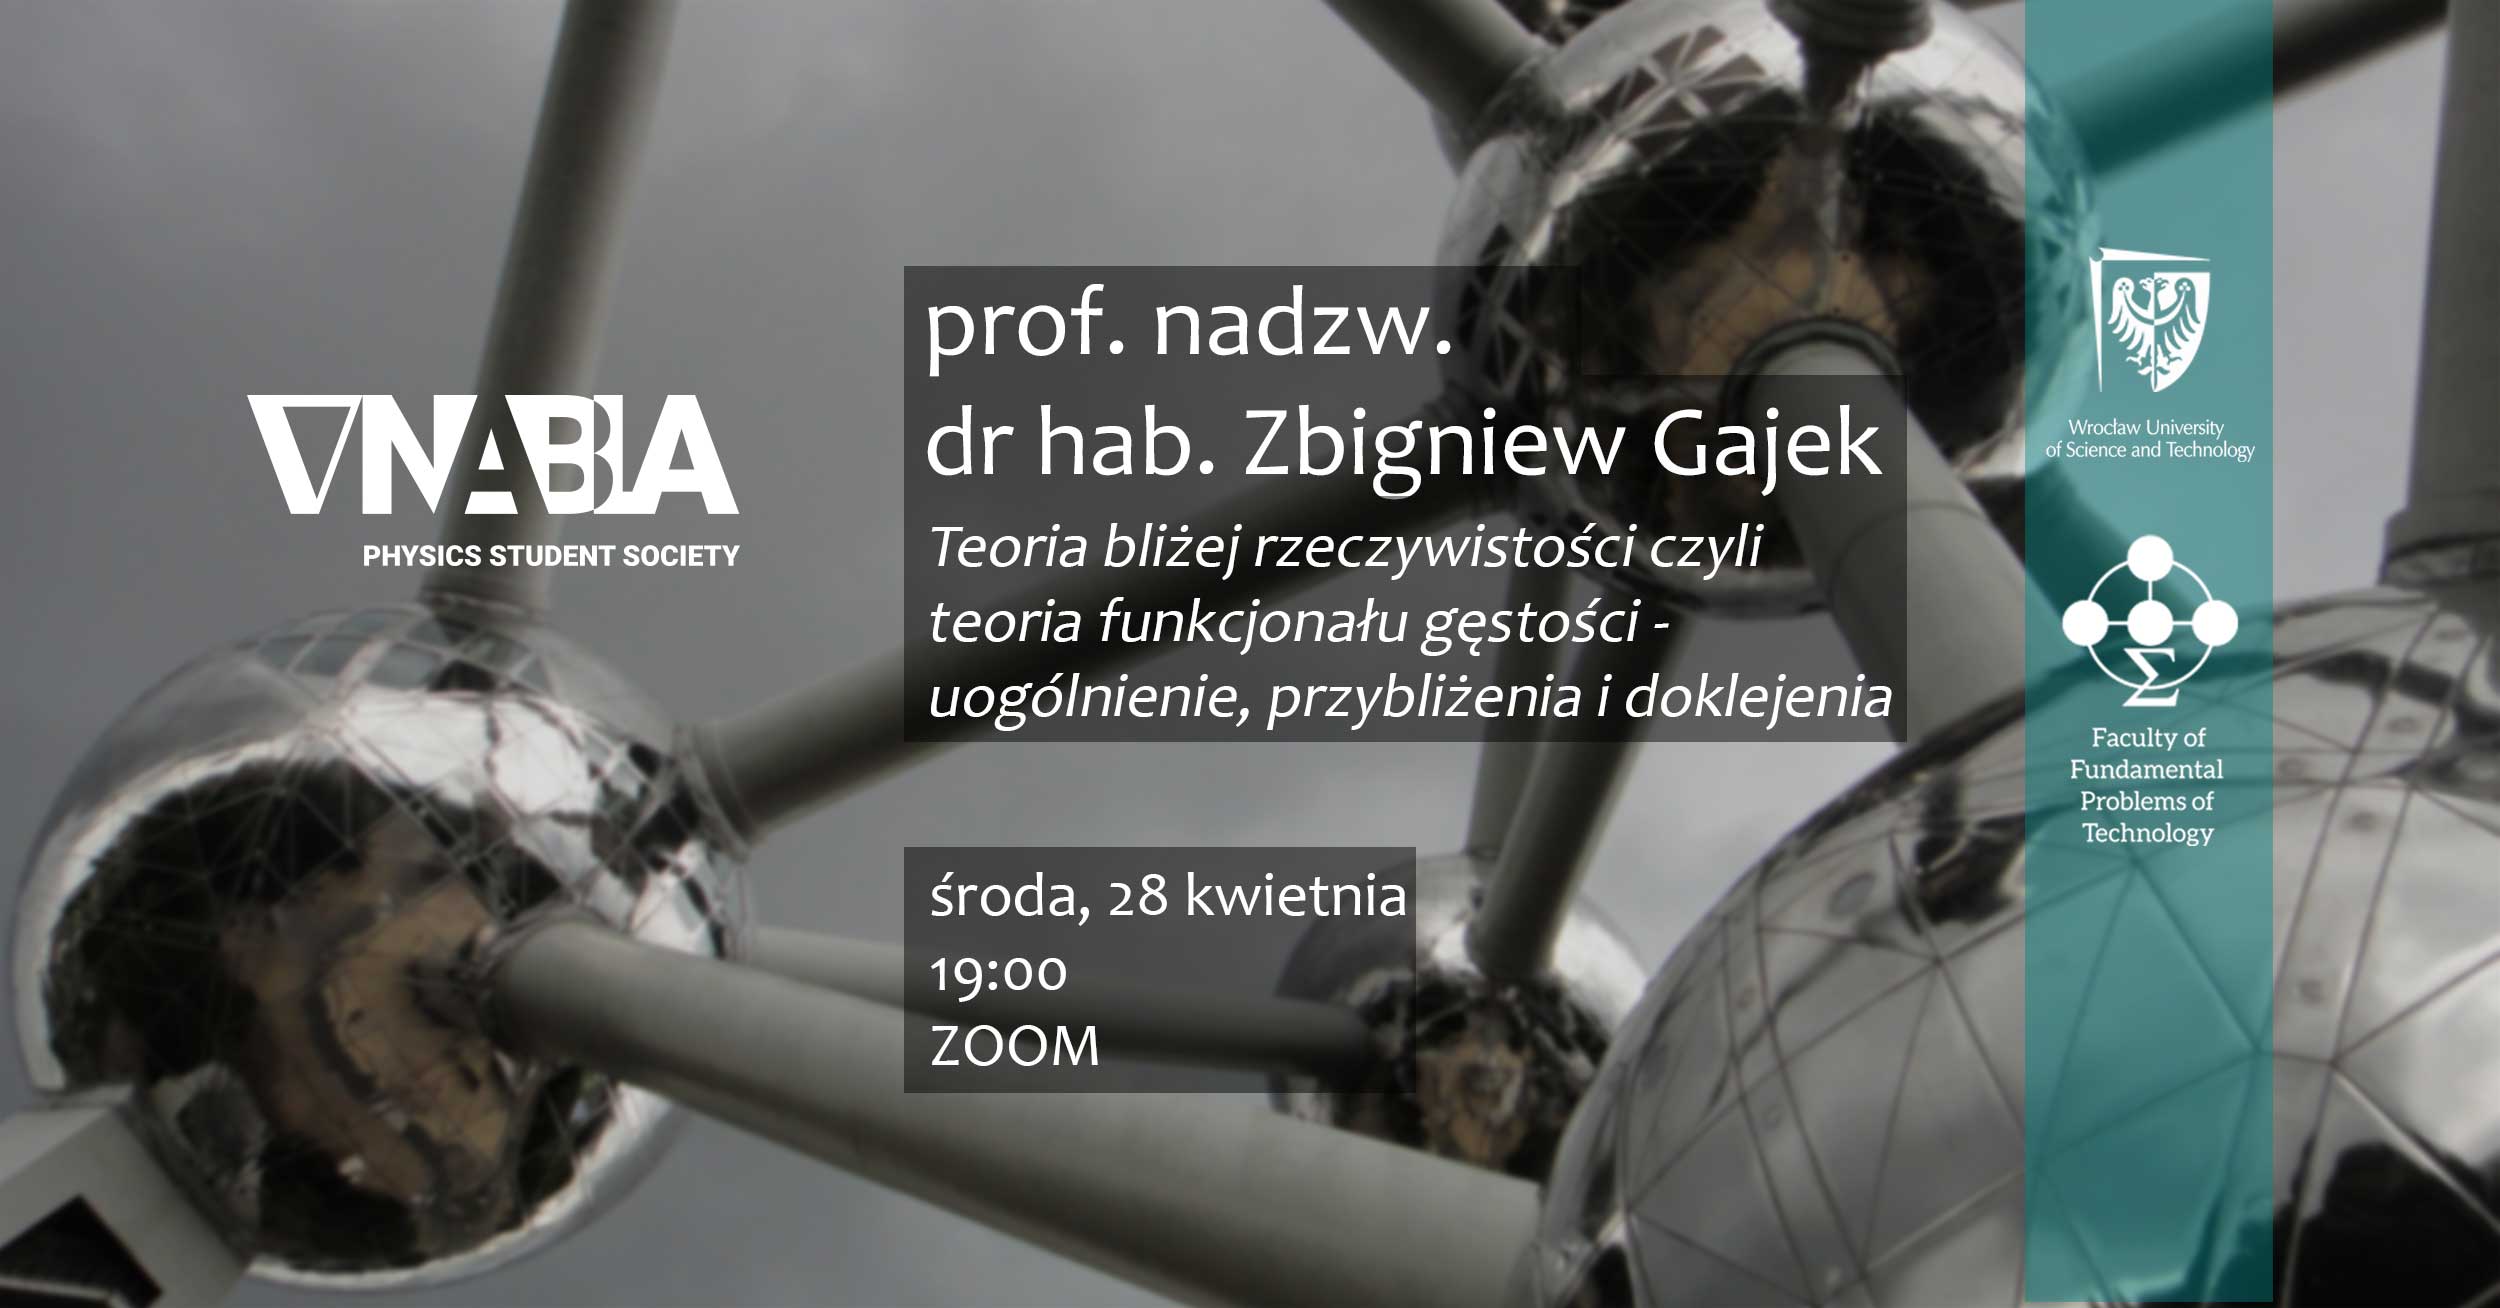 NABLA
PHYSICS STUDENT SOCIETY
prof. nadzw.
dr hab. Zbigniew Gajek
Teoria bliżej rzeczywistości czyli
teoria funkcjonału gęstości -
uogólnienie, przybliżenia i doklejenia
środa, 28 kwietnia
19:00
ZOOM
Wrocław University
of Science and Technology
Σ
Faculty of
Fundamental
Problems of
Technology